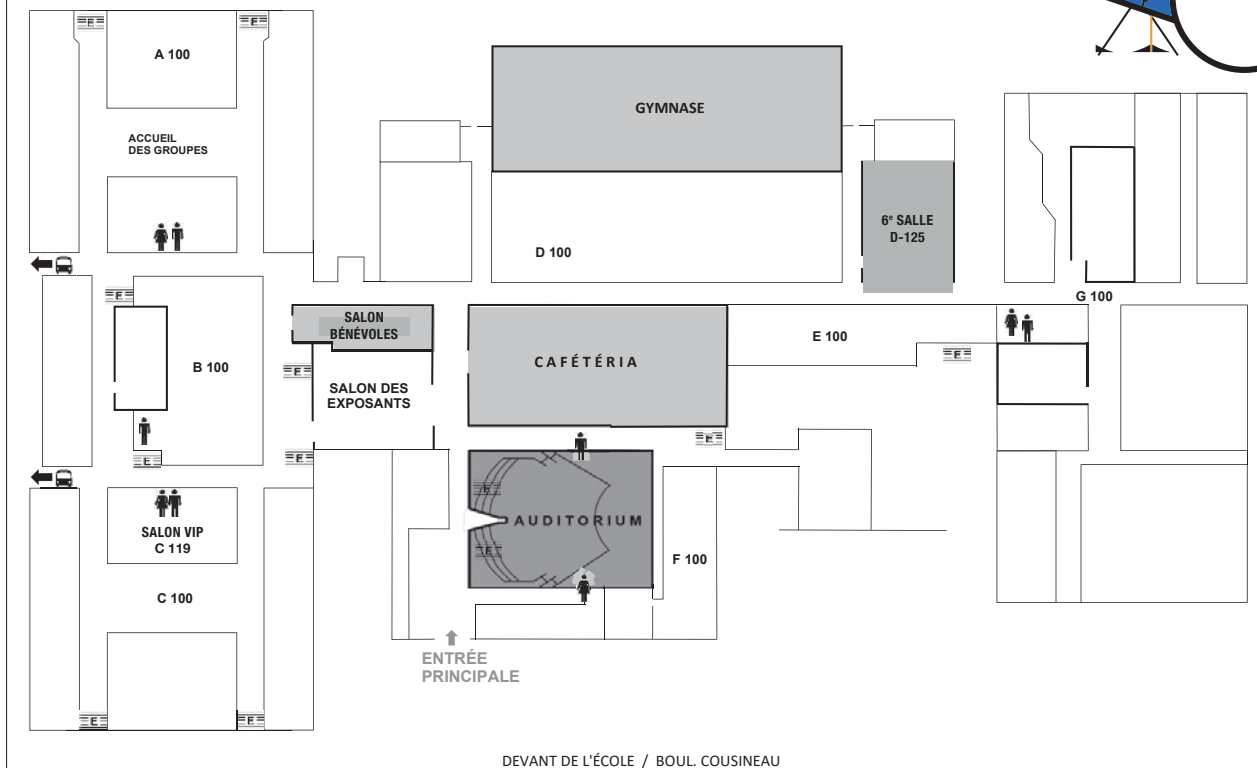 E
E
A 100
GYMNASE
ACCUEIL
DES GROUPES
6e SALLE
D-125
D 100
G 100
E
SALON
BÉNÉVOLES
E 100
E
CAFÉTÉRIA
B 100
E
SALON DES
EXPOSANTS
E
E
E
E
AUDITORIUM
E
SALON VIP
C 119
F 100
C 100
ENTRÉE
PRINCIPALE
E
E
DEVANT DE L'ÉCOLE / BOUL. COUSINEAU